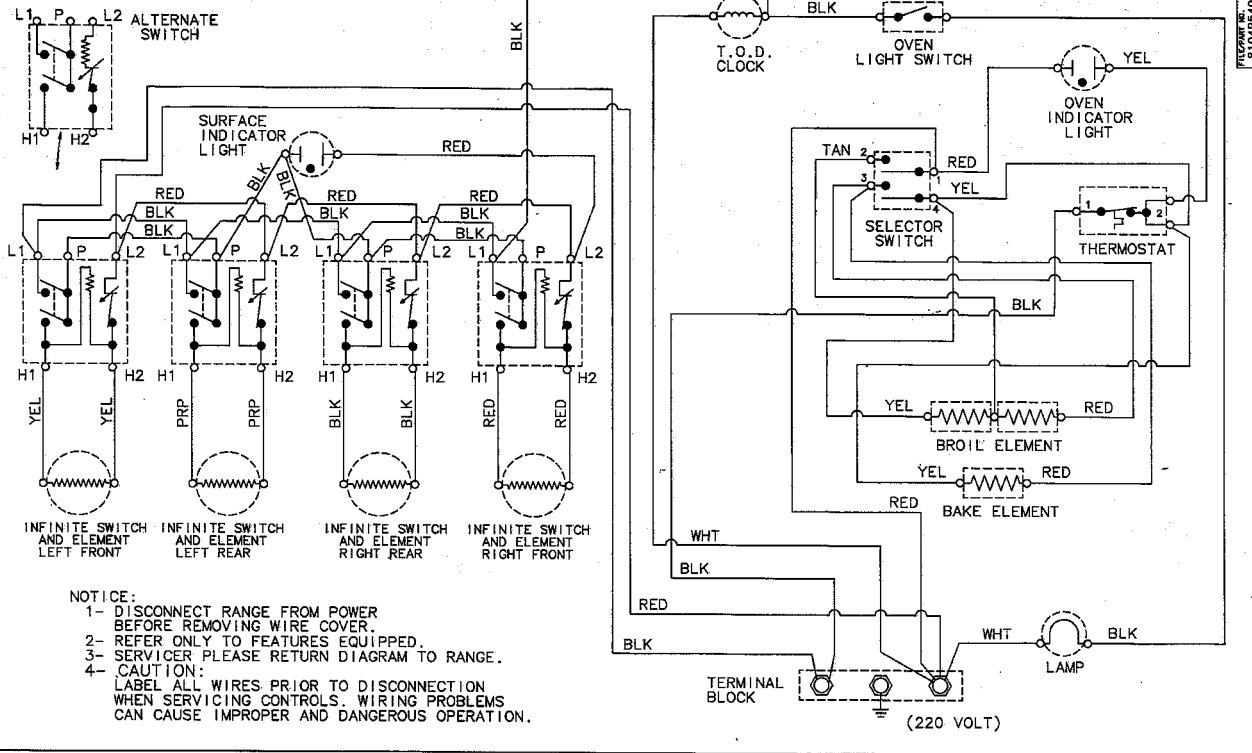 L1 P L2 ALTERNATE
SWITCH
H1 H2
BLK
T.O.D.
CLOCK
BLK
OVEN
LIGHT SWITCH
YEL
OVEN
INDICATOR
LIGHT
FILE/PART NO.
SURFACE
INDICATOR
LIGHT
RED
BLK
BLK
RED
BLK
BLK
RED
BLK
RED
BLK
BLK
TAN 2
3
1
4
RED
YEL
SELECTOR
SWITCH
1
2
THERMOSTAT
L1 P L2
L1 P L2
L1 P L2
L1 P L2
BLK
H1 H2
H1 H2
H1 H2
H1 H2
YEL YEL
PRP PRP
BLK BLK
RED RED
YEL RED
BROIL ELEMENT
YEL RED
BAKE ELEMENT
RED
INFINITE SWITCH
AND ELEMENT
LEFT FRONT
INFINITE SWITCH
AND ELEMENT
LEFT REAR
INFINITE SWITCH
AND ELEMENT
RIGHT REAR
INFINITE SWITCH
AND ELEMENT
RIGHT FRONT
WHT
BLK
RED
BLK
WHT
BLK
LAMP
NOTICE:
1- DISCONNECT RANGE FROM POWER
BEFORE REMOVING WIRE COVER.
2- REFER ONLY TO FEATURES EQUIPPED.
3- SERVICER PLEASE RETURN DIAGRAM TO RANGE.
4- CAUTION:
LABEL ALL WIRES PRIOR TO DISCONNECTION
WHEN SERVICING CONTROLS. WIRING PROBLEMS
CAN CAUSE IMPROPER AND DANGEROUS OPERATION.
TERMINAL
BLOCK
(220 VOLT)